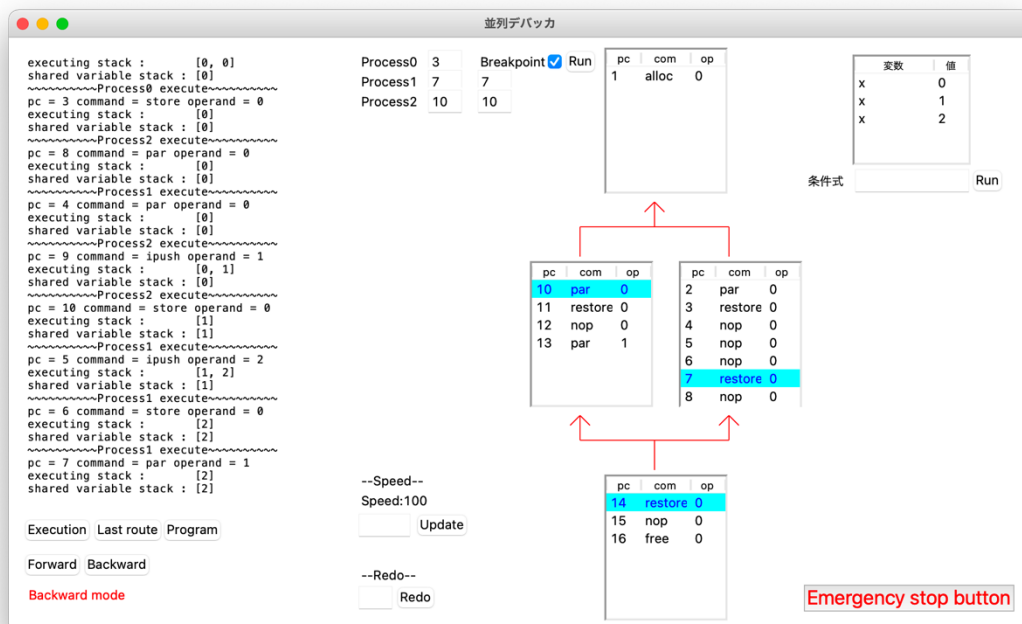 並列デバッカ
executing stack :       [0, 0]
shared variable stack : [0]
~~~~~~~~~~Process0 execute~~~~~~~~~~
pc = 3 command = store operand = 0
executing stack :       [0]
shared variable stack : [0]
~~~~~~~~~~Process2 execute~~~~~~~~~~
pc = 8 command = par operand = 0
executing stack :       [0]
shared variable stack : [0]
~~~~~~~~~~Process1 execute~~~~~~~~~~
pc = 4 command = par operand = 0
executing stack :       [0]
shared variable stack : [0]
~~~~~~~~~~Process2 execute~~~~~~~~~~
pc = 9 command = ipush operand = 1
executing stack :       [0, 1]
shared variable stack : [0]
~~~~~~~~~~Process2 execute~~~~~~~~~~
pc = 10 command = store operand = 0
executing stack :       [1]
shared variable stack : [1]
~~~~~~~~~~Process1 execute~~~~~~~~~~
pc = 5 command = ipush operand = 2
executing stack :       [1, 2]
shared variable stack : [1]
~~~~~~~~~~Process1 execute~~~~~~~~~~
pc = 6 command = store operand = 0
executing stack :       [2]
shared variable stack : [2]
~~~~~~~~~~Process1 execute~~~~~~~~~~
pc = 7 command = par operand = 1
executing stack :       [2]
shared variable stack : [2]
Execution Last route Program
Forward Backward
Backward mode
Process0 3 Breakpoint Run
Process1 7 7
Process2 10 10
pc com op
1 alloc 0
変数 値
x 0
x 1
x 2
条件式 Run
pc com op
10 par 0
11 restore 0
12 nop 0
13 par 1
pc com op
2 par 0
3 restore 0
4 nop 0
5 nop 0
6 nop 0
7 restore 0
8 nop 0
--Speed--
Speed:100
Update
--Redo--
Redo
pc com op
14 restore 0
15 nop 0
16 free 0
Emergency stop button